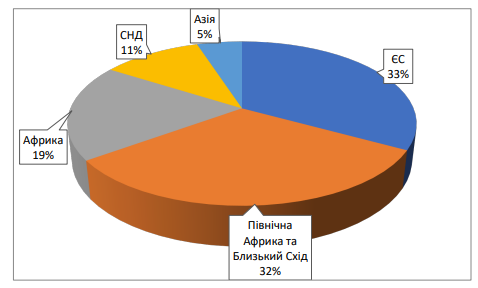 Азія
5%
СНД
11%
ЄС
33%
Африка
19%
Північна
Африка та
Близький Схід
32%